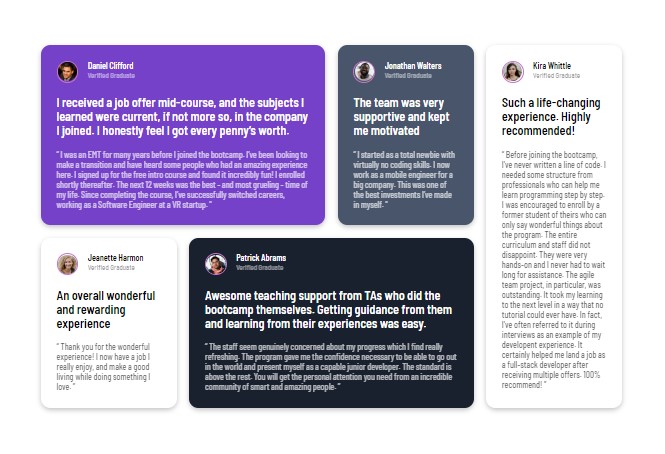 Daniel Clifford
Verified Graduate
I received a job offer mid-course, and the subjects I
learned were current, if not more so, in the company
I joined. I honestly feel I got every penny's worth.
" I was an EMT for many years before I joined the bootcamp. I've been looking to
make a transition and have heard some people who had an amazing experience
here. I signed up for the free intro course and found it incredibly fun! I enrolled
shortly thereafter. The next 12 weeks was the best - and most grueling - time of
my life. Since completing the course, I've successfully switched careers,
working as a Software Engineer at a VR startup. "
Jonathan Walters
Verified Graduate
The team was very
supportive and kept
me motivated
" I started as a total newbie with
virtually no coding skills. I now
work as a mobile engineer for a
big company. This was one of
the best investments I've made
in myself. "
Kira Whittle
Verified Graduate
Such a life-changing
experience. Highly
recommended!
" Before joining the bootcamp,
I've never written a line of code. I
needed some structure from
professionals who can help me
learn programming step by step.
I was encouraged to enroll by a
former student of theirs who can
only say wonderful things about
the program. The entire
curriculum and staff did not
disappoint. They were very
hands-on and I never had to wait
long for assistance. The agile
team project, in particular, was
outstanding. It took my learning
to the next level in a way that no
tutorial could ever have. In fact,
I've often referred to it during
interviews as an example of my
developent experience. It
certainly helped me land a job as
a full-stack developer after
receiving multiple offers. 100%
recommend! "
Jeanette Harmon
Verified Graduate
An overall wonderful
and rewarding
experience
" Thank you for the wonderful
experience! I now have a job I
really enjoy, and make a good
living while doing something I
love. "
Patrick Abrams
Verified Graduate
Awesome teaching support from TAs who did the
bootcamp themselves. Getting guidance from them
and learning from their experiences was easy.
" The staff seem genuinely concerned about my progress which I find really
refreshing. The program gave me the confidence necessary to be able to go out
in the world and present myself as a capable junior developer. The standard is
above the rest. You will get the personal attention you need from an incredible
community of smart and amazing people. "